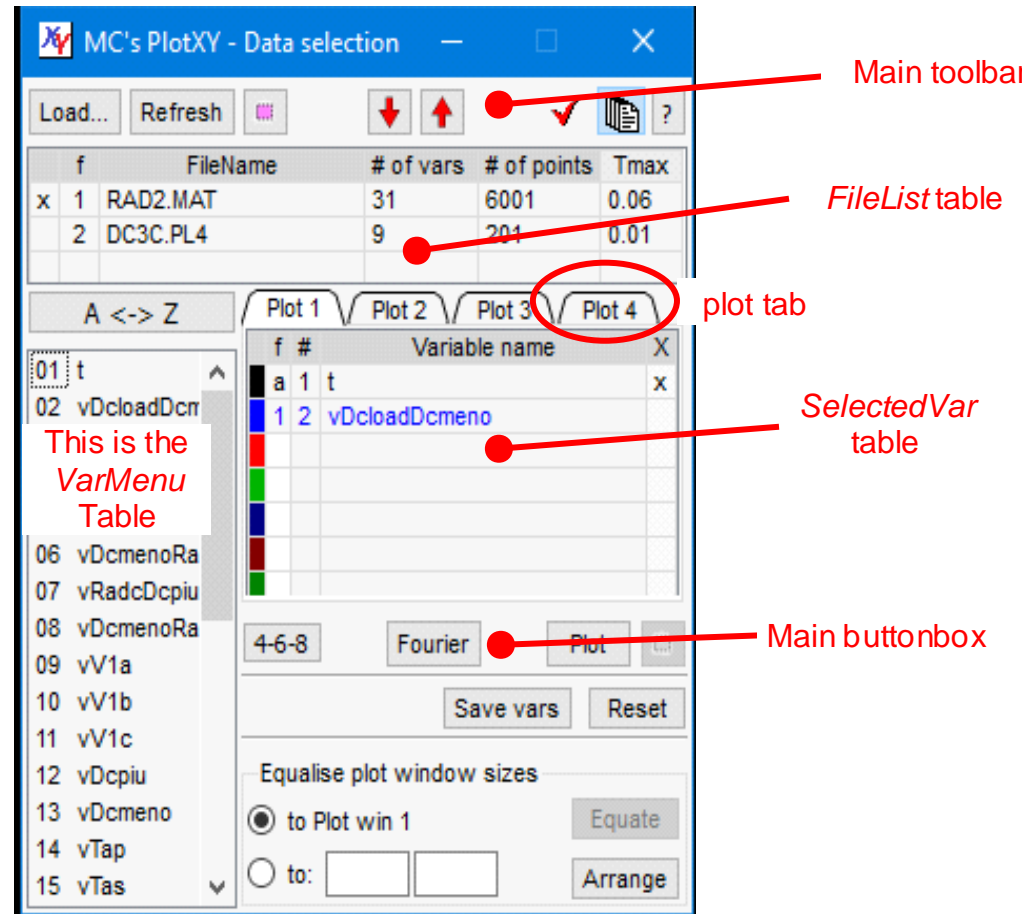 MC's PlotXY - Data selection
Main toolbar
Load... Refresh ?
f FileName # of vars # of points Tmax
x 1 RAD2.MAT 31 6001 0.06
FileList table
2 DC3C.PL4 9 201 0.01
A <-> Z
Plot 1 Plot 2 Plot 3 Plot 4
plot tab
f # Variable name X
01 t
a 1 t x
02 vDcloadDcm
1 2 vDcloadDcmeno
SelectedVar
table
This is the
VarMenu
Table
06 vDcmenoRa
07 vRadcDcpiu
08 vDcmenoRa
09 vV1a
10 vV1b
11 vV1c
12 vDcpiu
13 vDcmeno
14 vTap
15 vTas
4-6-8 Fourier Plot
Main buttonbox
Save vars Reset
Equalise plot window sizes
to Plot win 1 Equate
to: Arrange